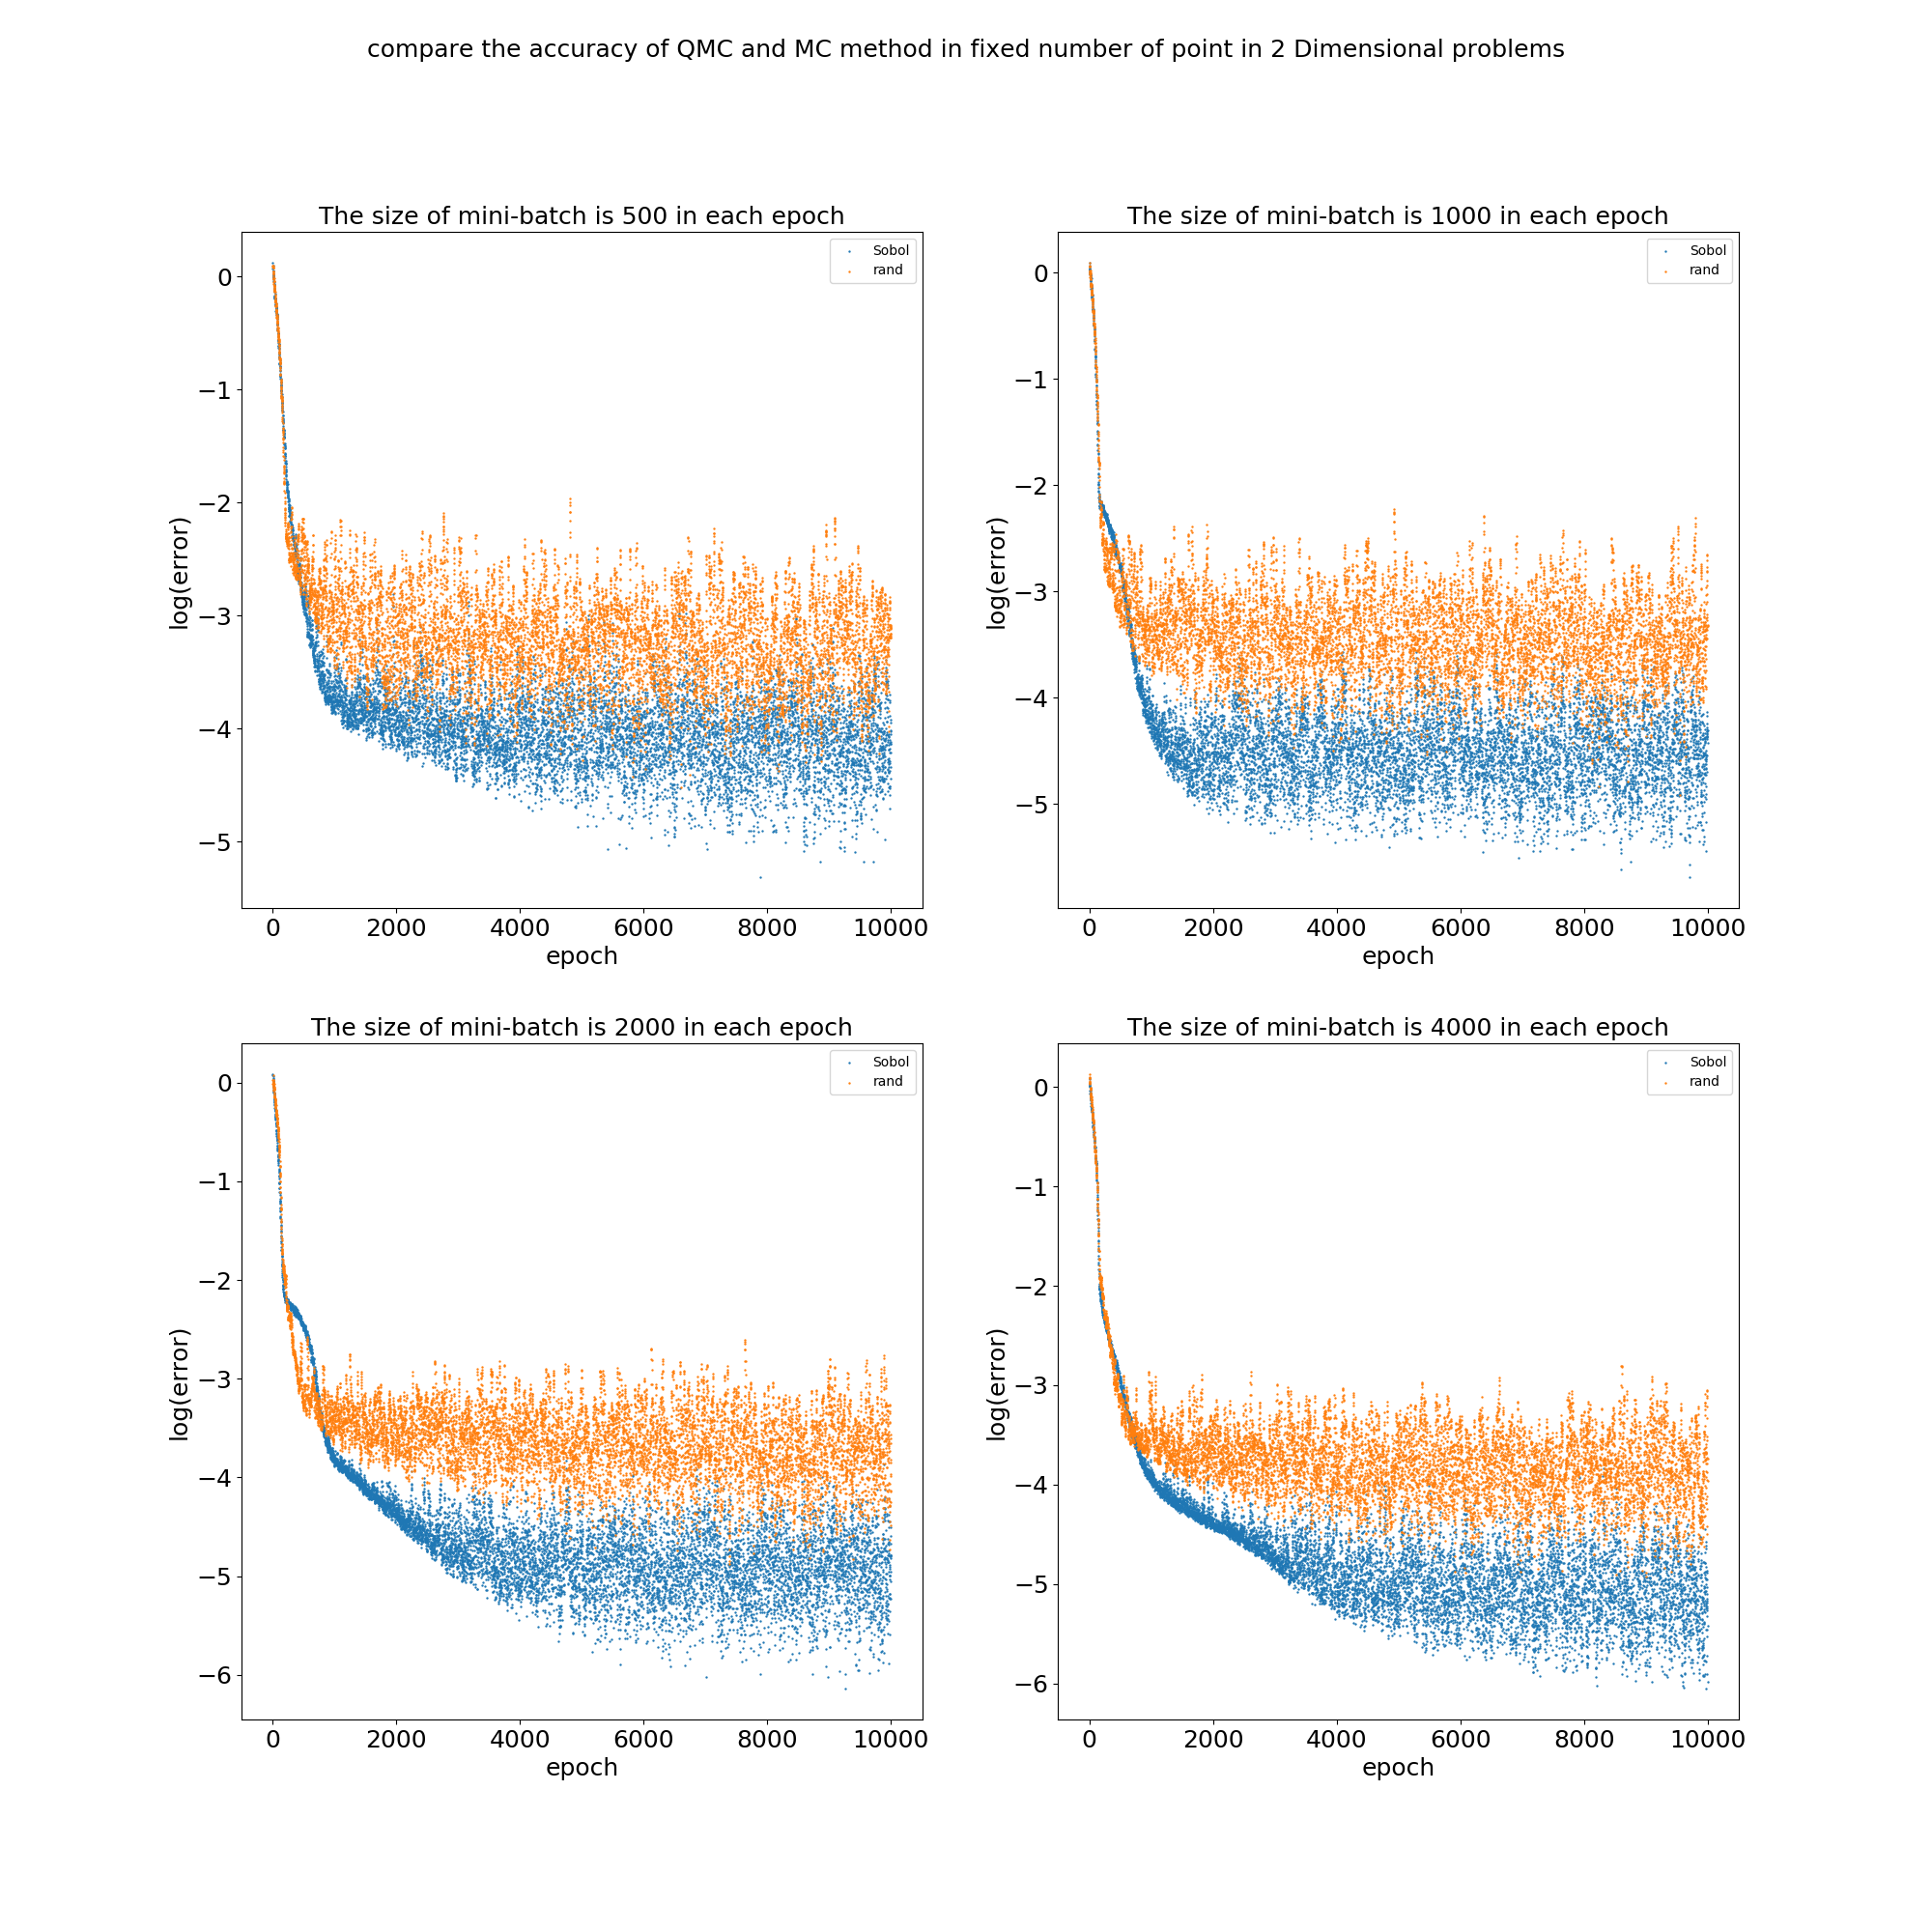 compare the accuracy of QMC and MC method in fixed number of point in 2 Dimensional problems
The size of mini-batch is 500 in each epoch
Sobol
rand
0
−1
−2
−3
−4
−5
log(error)
0 2000 4000 6000 8000 10000
epoch
The size of mini-batch is 1000 in each epoch
Sobol
rand
0
−1
−2
−3
−4
−5
log(error)
0 2000 4000 6000 8000 10000
epoch
The size of mini-batch is 2000 in each epoch
Sobol
rand
0
−1
−2
−3
−4
−5
−6
log(error)
0 2000 4000 6000 8000 10000
epoch
The size of mini-batch is 4000 in each epoch
Sobol
rand
0
−1
−2
−3
−4
−5
−6
log(error)
0 2000 4000 6000 8000 10000
epoch